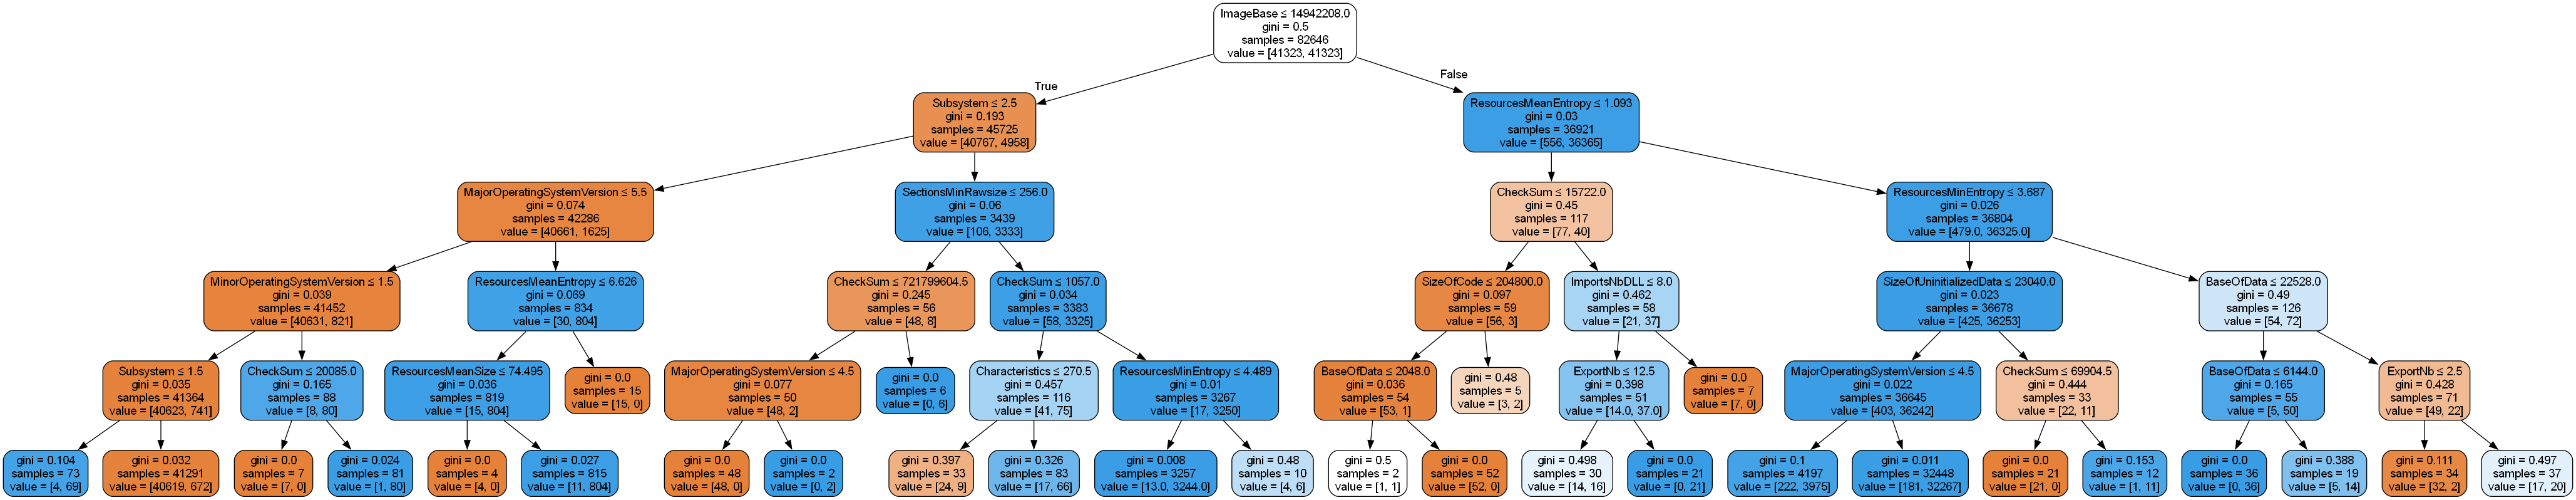 ImageBase ≤ 14942208.0
gini = 0.5
samples = 82646
value = [41323, 41323]
True
False
Subsystem ≤ 2.5
gini = 0.193
samples = 45725
value = [40767, 4958]
ResourcesMeanEntropy ≤ 1.093
gini = 0.03
samples = 36921
value = [556, 36365]
MajorOperatingSystemVersion ≤ 5.5
gini = 0.074
samples = 42286
value = [40661, 1625]
SectionsMinRawsize ≤ 256.0
gini = 0.06
samples = 3439
value = [106, 3333]
CheckSum ≤ 15722.0
gini = 0.45
samples = 117
value = [77, 40]
ResourcesMinEntropy ≤ 3.687
gini = 0.026
samples = 36804
value = [479.0, 36325.0]
MinorOperatingSystemVersion ≤ 1.5
gini = 0.039
samples = 41452
value = [40631, 821]
ResourcesMeanEntropy ≤ 6.626
gini = 0.069
samples = 834
value = [30, 804]
CheckSum ≤ 721799604.5
gini = 0.245
samples = 56
value = [48, 8]
CheckSum ≤ 1057.0
gini = 0.034
samples = 3383
value = [58, 3325]
SizeOfCode ≤ 204800.0
gini = 0.097
samples = 59
value = [56, 3]
ImportsNbDLL ≤ 8.0
gini = 0.462
samples = 58
value = [21, 37]
SizeOfUninitializedData ≤ 23040.0
gini = 0.023
samples = 36678
value = [425, 36253]
BaseOfData ≤ 22528.0
gini = 0.49
samples = 126
value = [54, 72]
Subsystem ≤ 1.5
gini = 0.035
samples = 41364
value = [40623, 741]
CheckSum ≤ 20085.0
gini = 0.165
samples = 88
value = [8, 80]
ResourcesMeanSize ≤ 74.495
gini = 0.036
samples = 819
value = [15, 804]
gini = 0.0
samples = 15
value = [15, 0]
MajorOperatingSystemVersion ≤ 4.5
gini = 0.077
samples = 50
value = [48, 2]
gini = 0.0
samples = 6
value = [0, 6]
Characteristics ≤ 270.5
gini = 0.457
samples = 116
value = [41, 75]
ResourcesMinEntropy ≤ 4.489
gini = 0.01
samples = 3267
value = [17, 3250]
BaseOfData ≤ 2048.0
gini = 0.036
samples = 54
value = [53, 1]
gini = 0.48
samples = 5
value = [3, 2]
ExportNb ≤ 12.5
gini = 0.398
samples = 51
value = [14.0, 37.0]
gini = 0.0
samples = 7
value = [7, 0]
MajorOperatingSystemVersion ≤ 4.5
gini = 0.022
samples = 36645
value = [403, 36242]
CheckSum ≤ 69904.5
gini = 0.444
samples = 33
value = [22, 11]
BaseOfData ≤ 6144.0
gini = 0.165
samples = 55
value = [5, 50]
ExportNb ≤ 2.5
gini = 0.428
samples = 71
value = [49, 22]
gini = 0.104
samples = 73
value = [4, 69]
gini = 0.032
samples = 41291
value = [40619, 672]
gini = 0.0
samples = 7
value = [7, 0]
gini = 0.024
samples = 81
value = [1, 80]
gini = 0.0
samples = 4
value = [4, 0]
gini = 0.027
samples = 815
value = [11, 804]
gini = 0.0
samples = 48
value = [48, 0]
gini = 0.0
samples = 2
value = [0, 2]
gini = 0.397
samples = 33
value = [24, 9]
gini = 0.326
samples = 83
value = [17, 66]
gini = 0.008
samples = 3257
value = [13.0, 3244.0]
gini = 0.48
samples = 10
value = [4, 6]
gini = 0.5
samples = 2
value = [1, 1]
gini = 0.0
samples = 52
value = [52, 0]
gini = 0.498
samples = 30
value = [14, 16]
gini = 0.0
samples = 21
value = [0, 21]
gini = 0.1
samples = 4197
value = [222, 3975]
gini = 0.011
samples = 32448
value = [181, 32267]
gini = 0.0
samples = 21
value = [21, 0]
gini = 0.153
samples = 12
value = [1, 11]
gini = 0.0
samples = 36
value = [0, 36]
gini = 0.388
samples = 19
value = [5, 14]
gini = 0.111
samples = 34
value = [32, 2]
gini = 0.497
samples = 37
value = [17, 20]